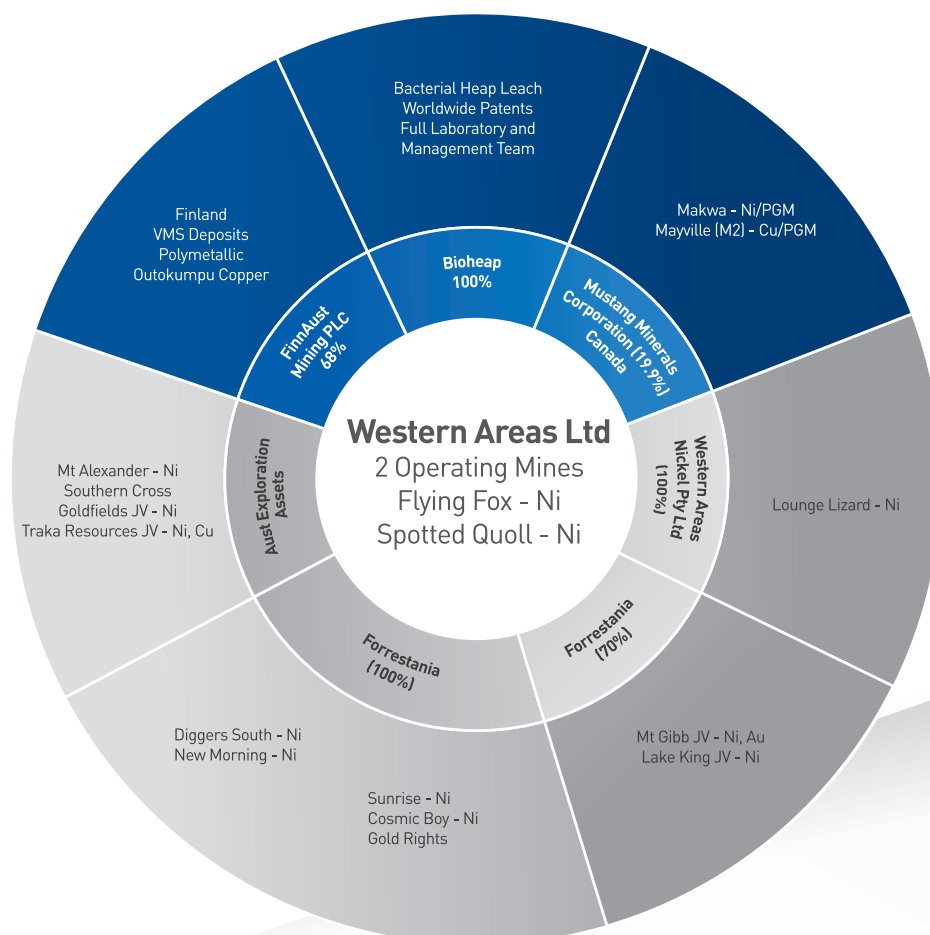 Bacterial Heap Leach
Worldwide Patents
Full Laboratory and
Management Team
Makwa - Ni/PGM
Mayville (M2) - Cu/PGM
Finland
VMS Deposits
Polymetallic
Outokumpu Copper
Bioheap
100%
FinnAust
Mining PLC
68%
Mustang Minerals
Corporation (19.9%)
Canada
Western Areas Ltd
2 Operating Mines
Flying Fox - Ni
Spotted Quoll - Ni
Aust Exploration
Assets
Western Areas
Nickel Pty Ltd
(100%)
Mt Alexander - Ni
Southern Cross
Goldfields JV - Ni
Traka Resources JV - Ni, Cu
Lounge Lizard - Ni
Forrestania
(100%)
Forrestania
(70%)
Diggers South - Ni
New Morning - Ni
Sunrise - Ni
Cosmic Boy - Ni
Gold Rights
Mt Gibb JV - Ni, Au
Lake King JV - Ni